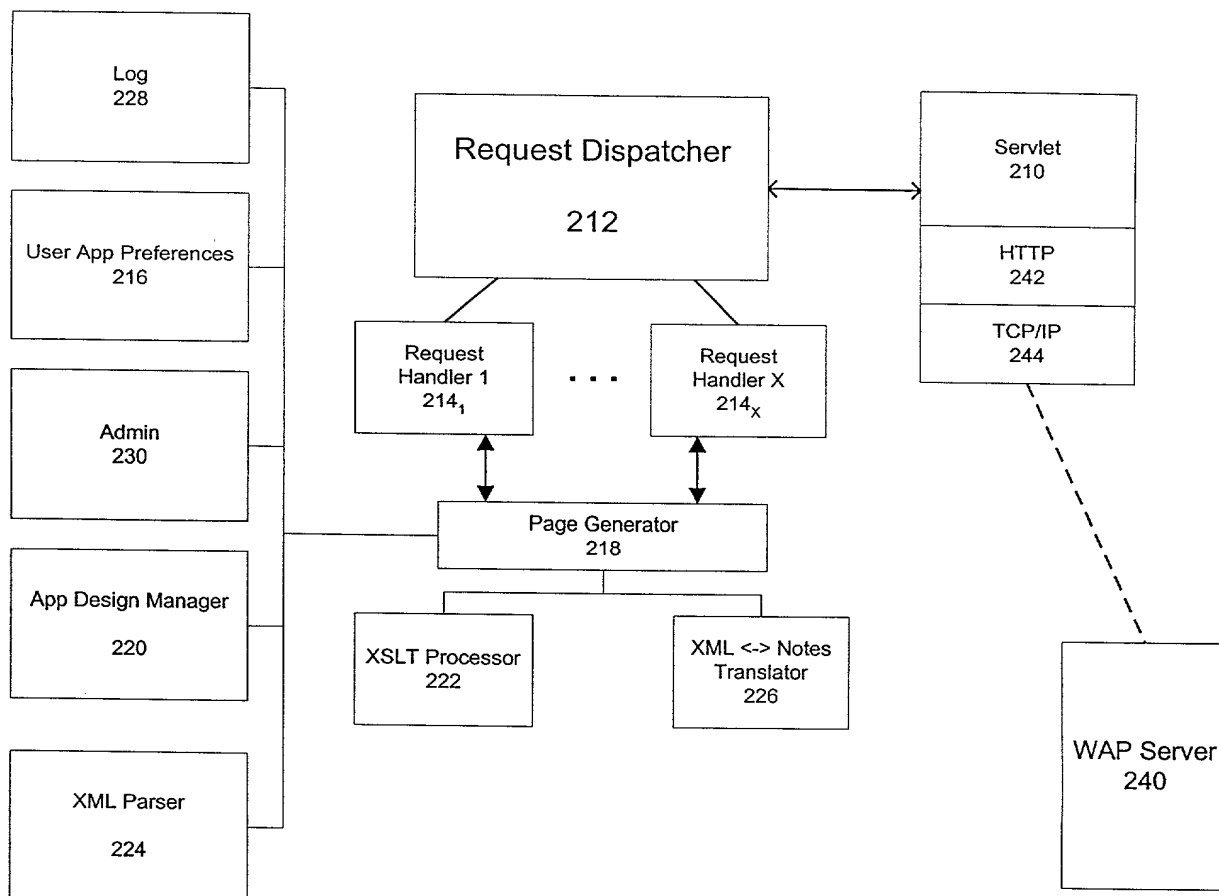 Log
228
User App Preferences
216
Admin
230
App Design Manager
220
XML Parser
224
Request Dispatcher
212
Request
Handler 1
214₁
. . .
Request
Handler X
214ₓ
Page Generator
218
XSLT Processor
222
XML <-> Notes
Translator
226
Servlet
210
HTTP
242
TCP/IP
244
WAP Server
240